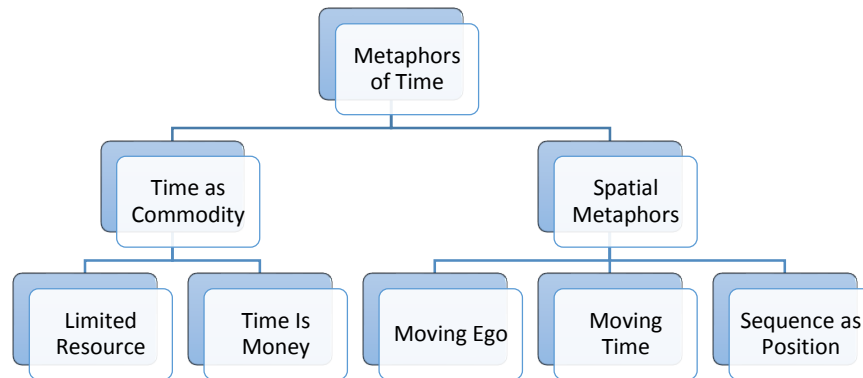 Metaphors
of Time
Time as
Commodity
Spatial
Metaphors
Limited
Resource
Time Is
Money
Moving Ego
Moving
Time
Sequence as
Position